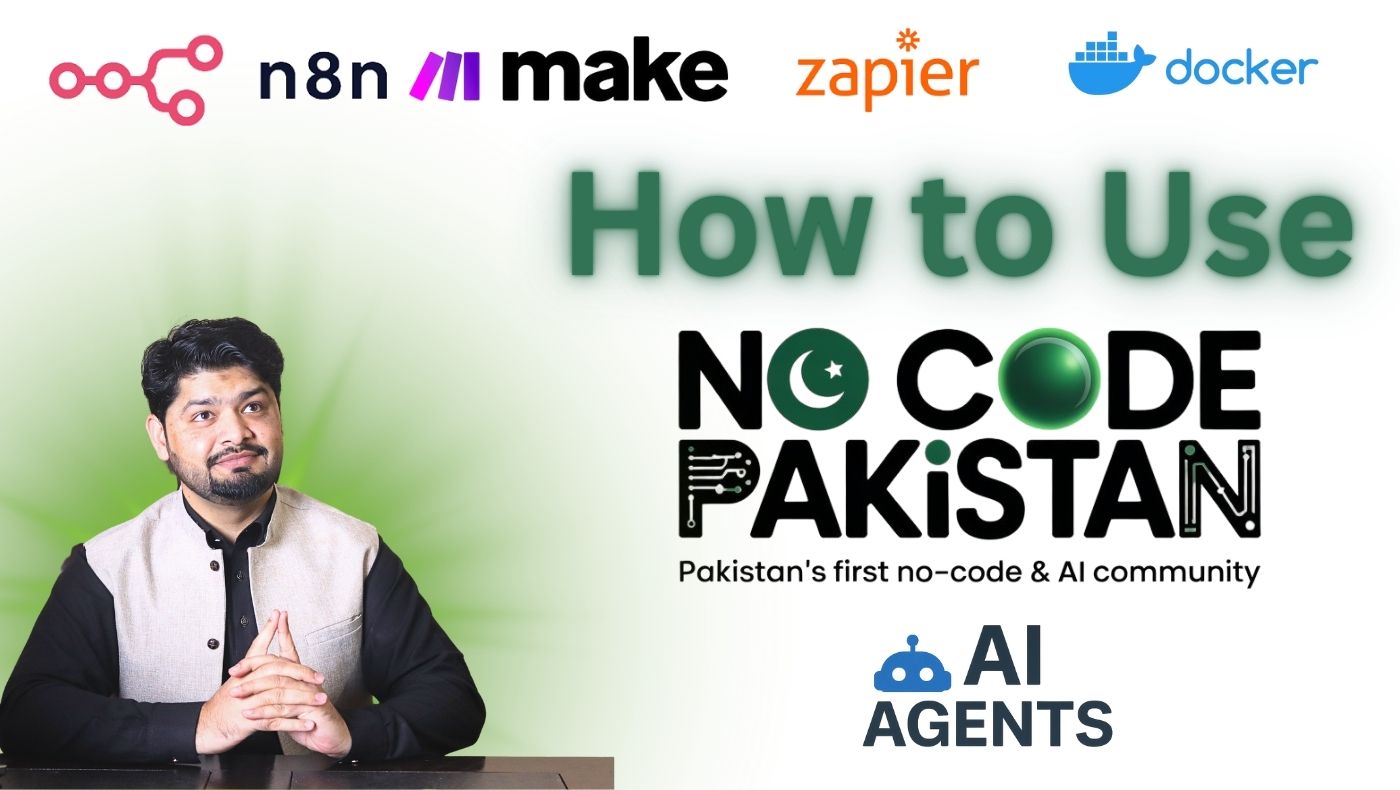 n8n make zapier docker
How to Use
NO CODE
PAKiSTAN
Pakistan's first no-code & AI community
AI
AGENTS